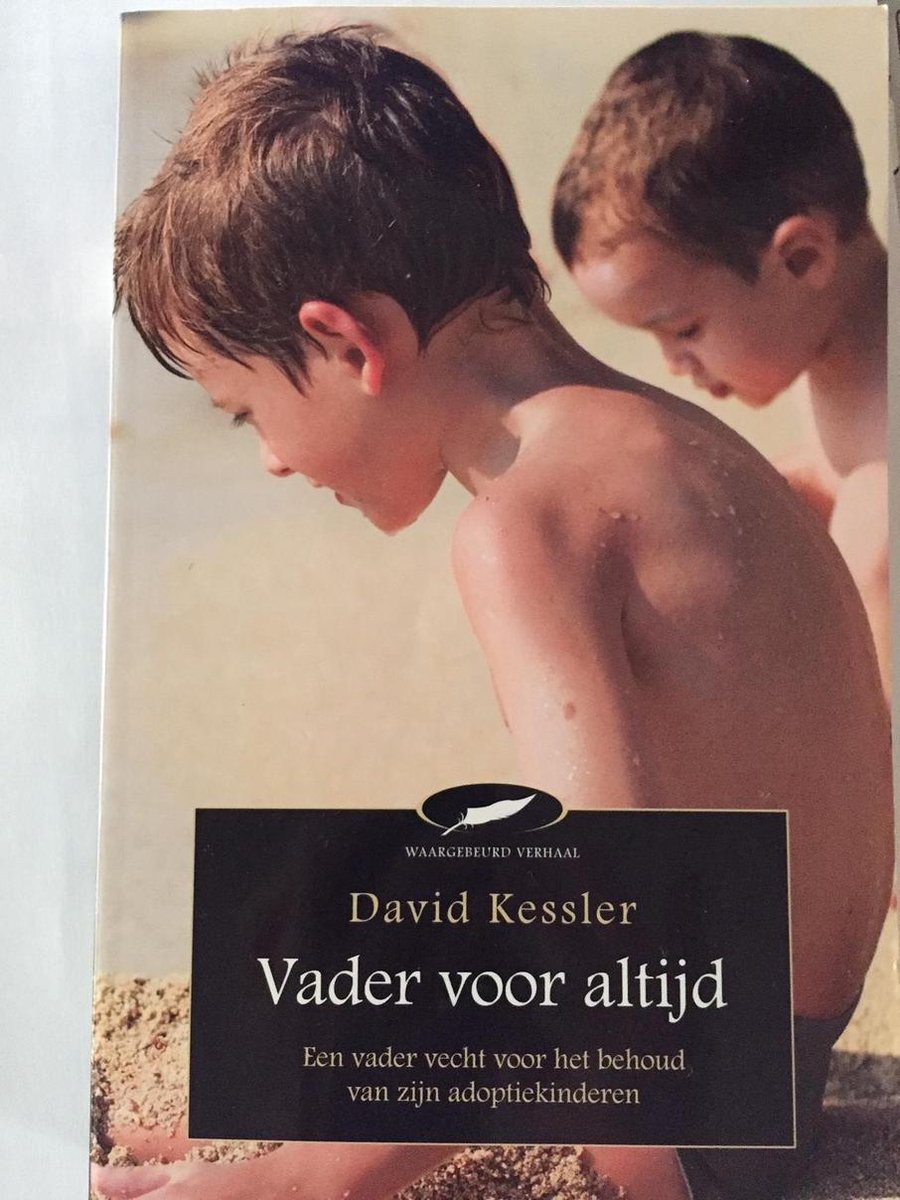 WAARGEBEURD VERHAAL
David Kessler
Vader voor altijd
Een vader vecht voor het behoud
van zijn adoptiekinderen